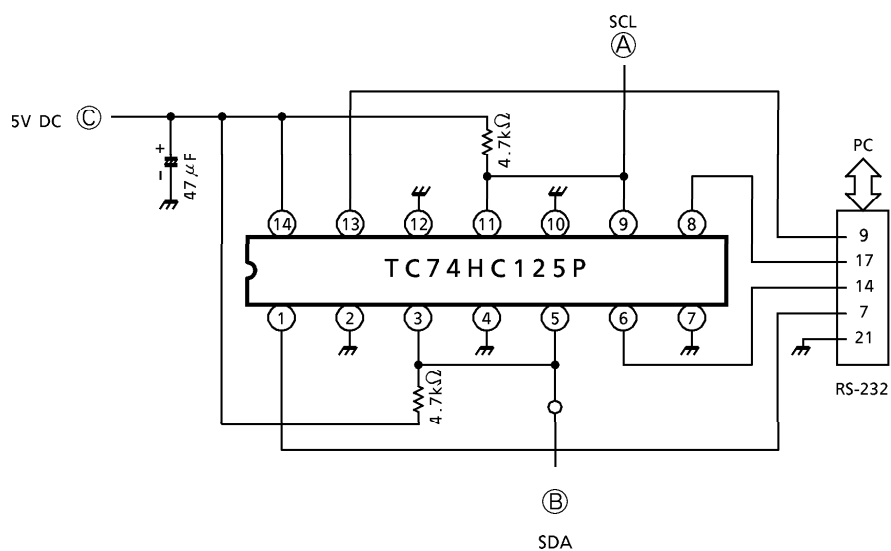 SCL
A
5V DC C
+
-
47μF
4.7kΩ
PC
14 13 12 11 10 9 8
TC74HC125P
1 2 3 4 5 6 7
9
17
14
7
21
RS-232
4.7kΩ
B
SDA